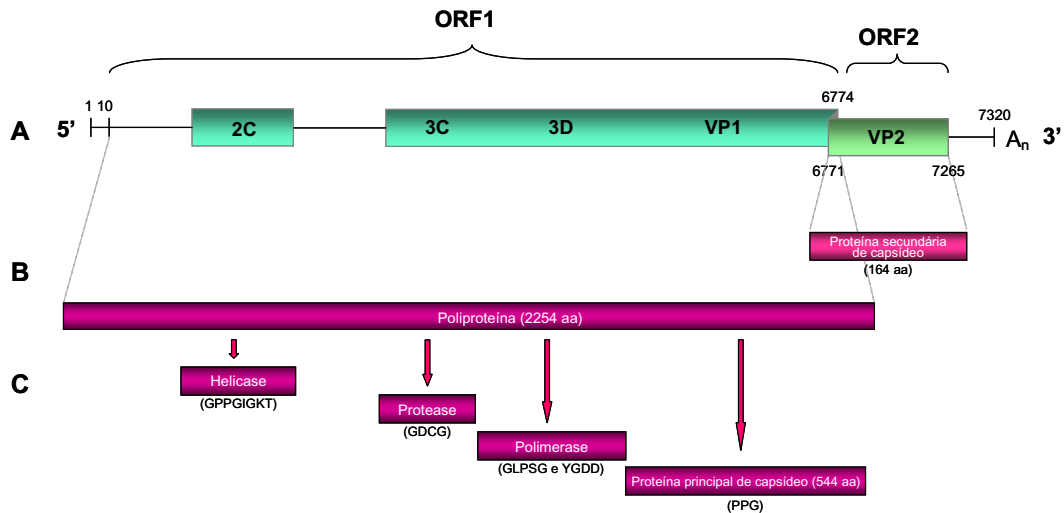 ORF1
ORF2
A
5’
1 10
2C
3C
3D
VP1
6774
VP2
6771
7265
7320
An
3’
B
Proteína secundária
de capsídeo
(164 aa)
Poliproteína (2254 aa)
C
Helicase
(GPPGIGKT)
Protease
(GDCG)
Polimerase
(GLPSG e YGDD)
Proteína principal de capsídeo (544 aa)
(PPG)